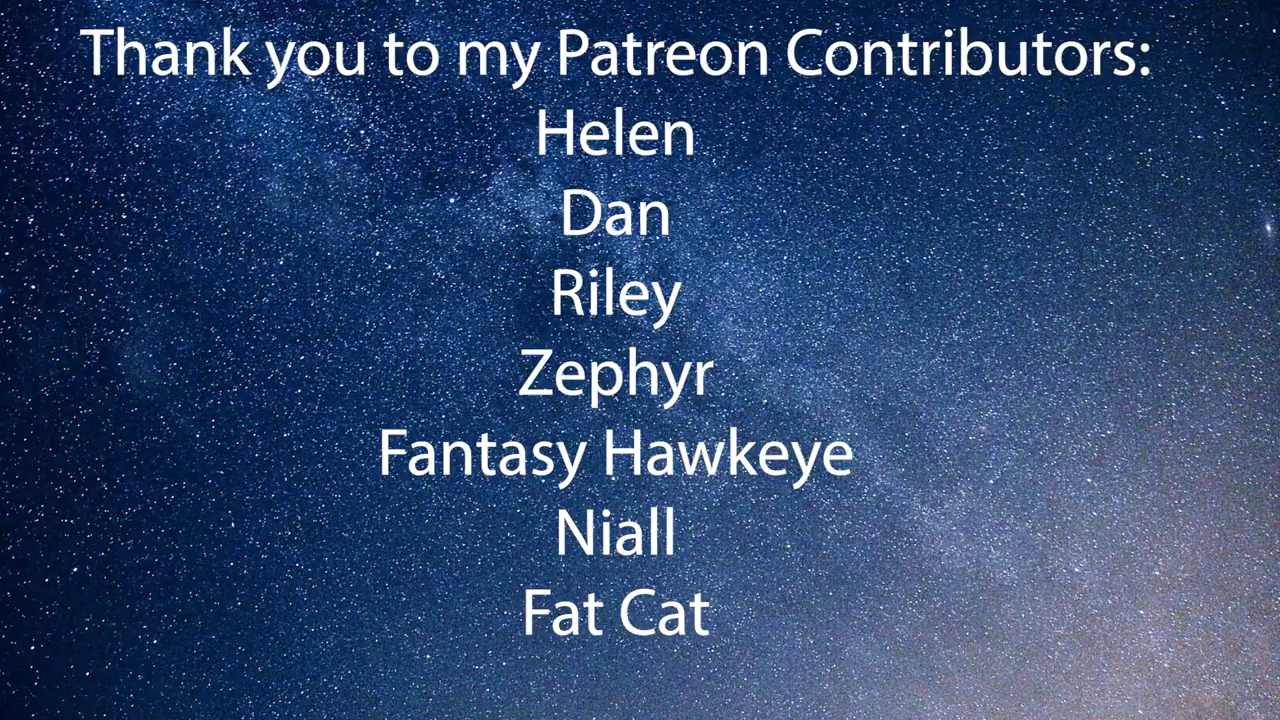 Thank you to my Patreon Contributors:
Helen
Dan
Riley
Zephyr
Fantasy Hawkeye
Niall
Fat Cat